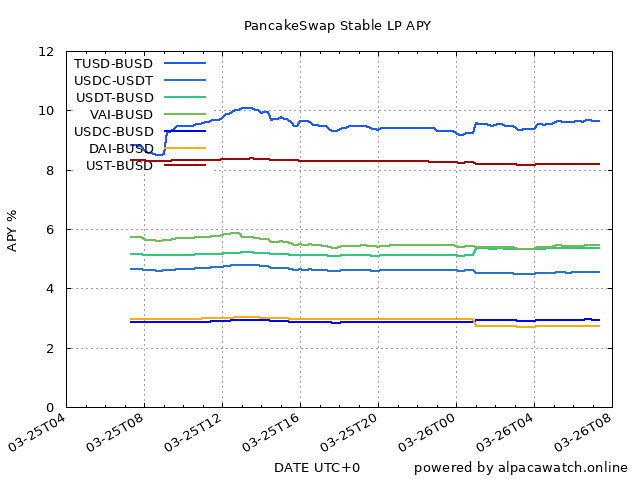 PancakeSwap Stable LP APY
12
10
8
6
4
2
0
APY %
TUSD-BUSD
USDC-USDT
USDT-BUSD
VAI-BUSD
USDC-BUSD
DAI-BUSD
UST-BUSD
03-25T04
03-25T08
03-25T12
03-25T16
03-25T20
03-26T00
03-26T04
03-26T08
DATE UTC+0
powered by alpacawatch.online